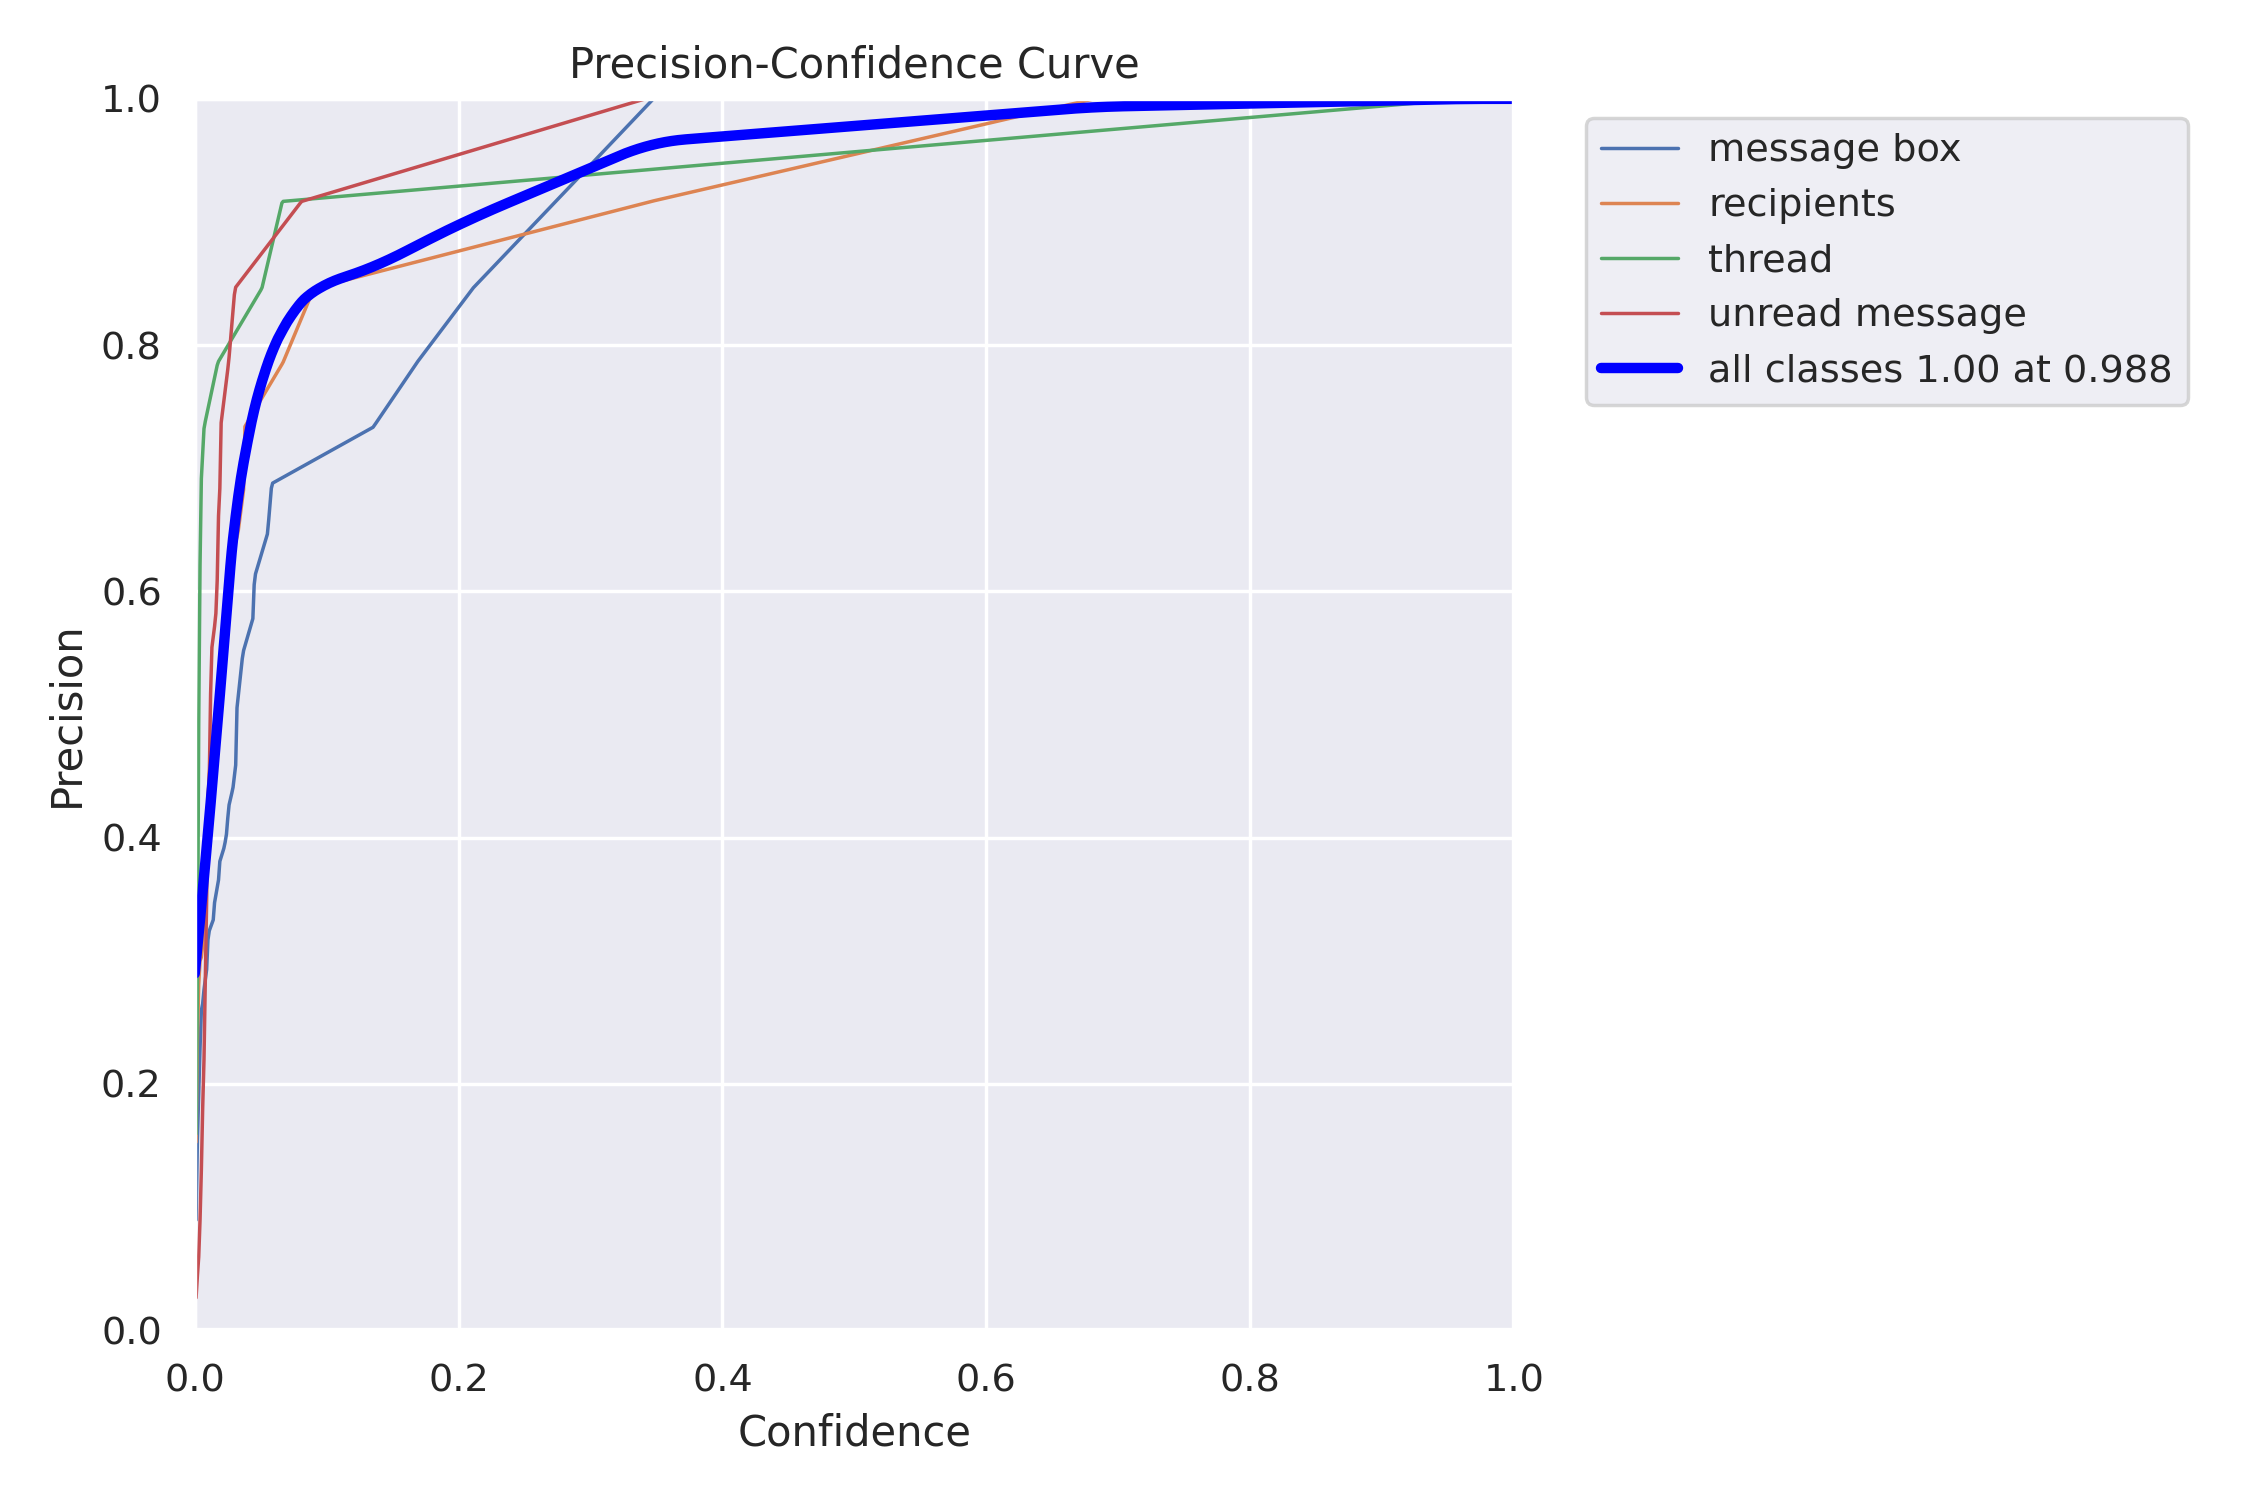 Precision-Confidence Curve
1.0
0.8
0.6
0.4
0.2
0.0
Precision
0.0 0.2 0.4 0.6 0.8 1.0
Confidence
message box
recipients
thread
unread message
all classes 1.00 at 0.988